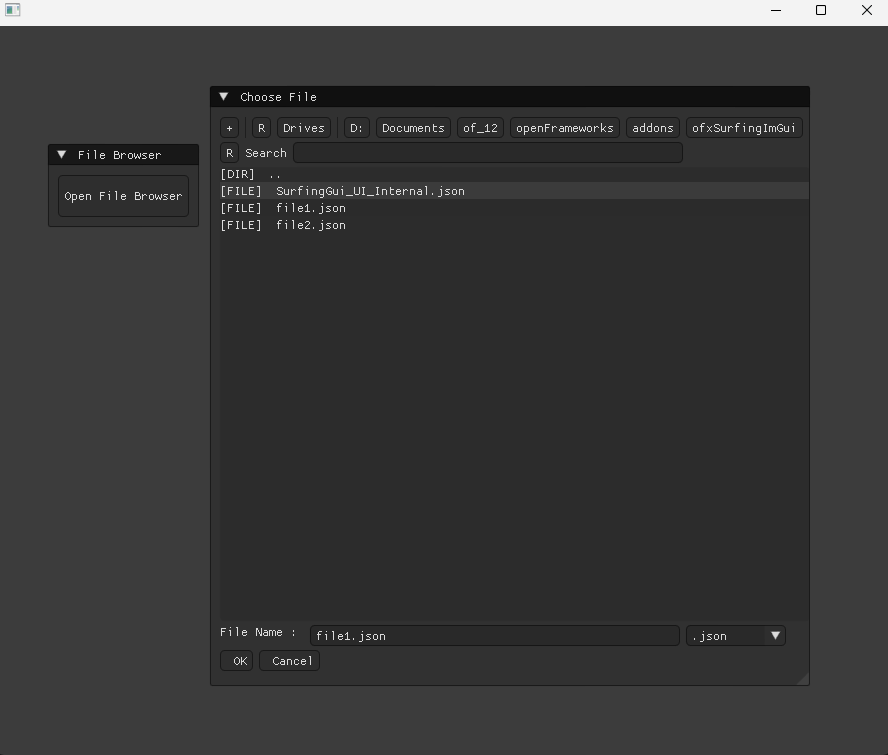 Choose File
+ R Drives D: Documents of_12 openFrameworks addons ofxSurfingImGui
R Search
File Browser
Open File Browser
[DIR] ..
[FILE] SurfingGui_UI_Internal.json
[FILE] file1.json
[FILE] file2.json
File Name : file1.json .json
OK Cancel